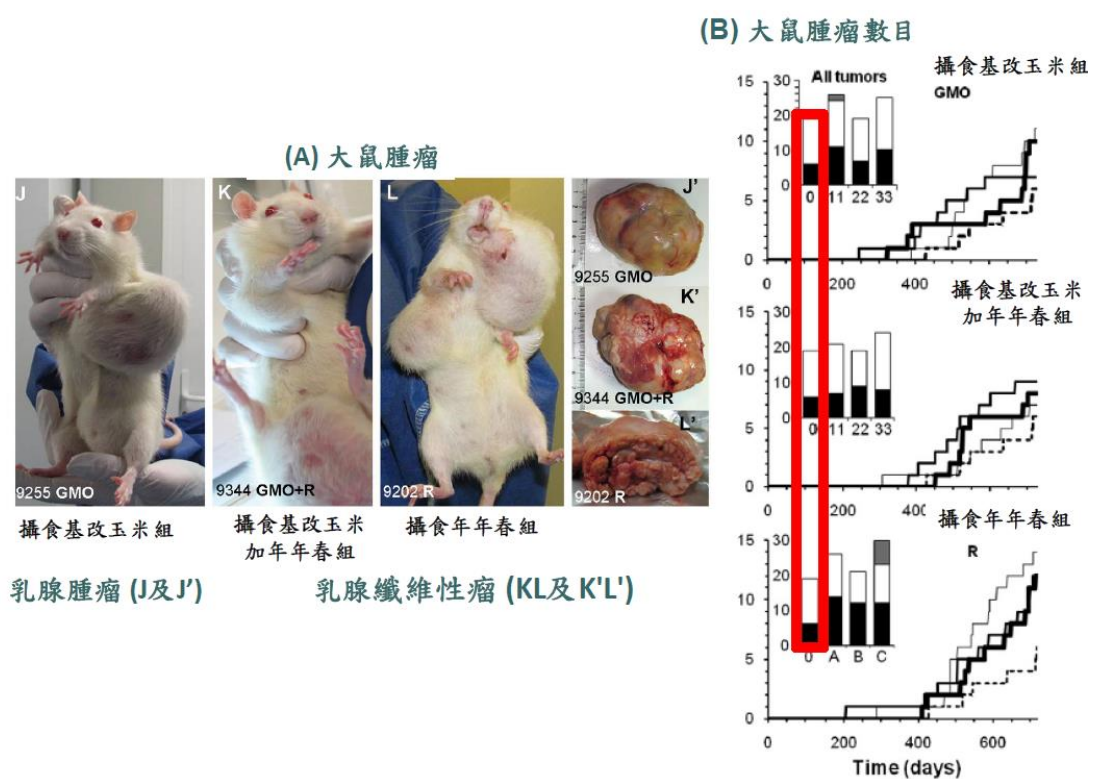 (B) 大鼠腫瘤數目
攝食基改玉米組
All tumors
GMO
15
10
5
0
30
20
10
0
0 11 22 33
0 200 400 600
(A) 大鼠腫瘤
J
K
L
J'
K'
L'
9255 GMO
9344 GMO+R
9202 R
9255 GMO
9344 GMO+R
9202 R
攝食基改玉米組
攝食基改玉米
加年年春組
攝食年年春組
乳腺腫瘤 (J及J')
乳腺纖維性瘤 (KL及K'L')
攝食基改玉米
加年年春組
15
10
5
0
30
20
10
0
0 11 22 33
0 200
攝食年年春組
R
15
10
5
0
30
20
10
0
0 A B C
0 200 400 600
Time (days)